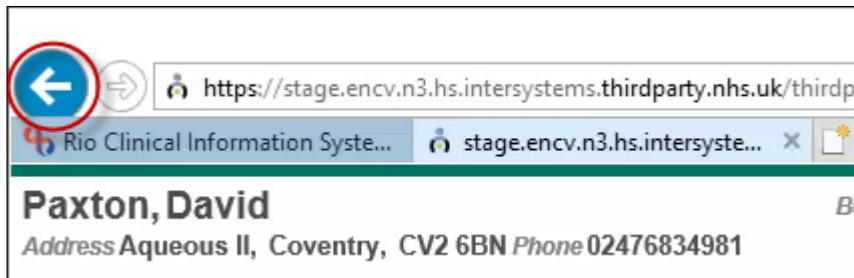 https://stage.encv.n3.hs.intersystems.thirdparty.nhs.uk/thirdp
Rio Clinical Information Syste... stage.encv.n3.hs.intersyste...
Paxton, David
Address Aqueous II, Coventry, CV2 6BN Phone 02476834981